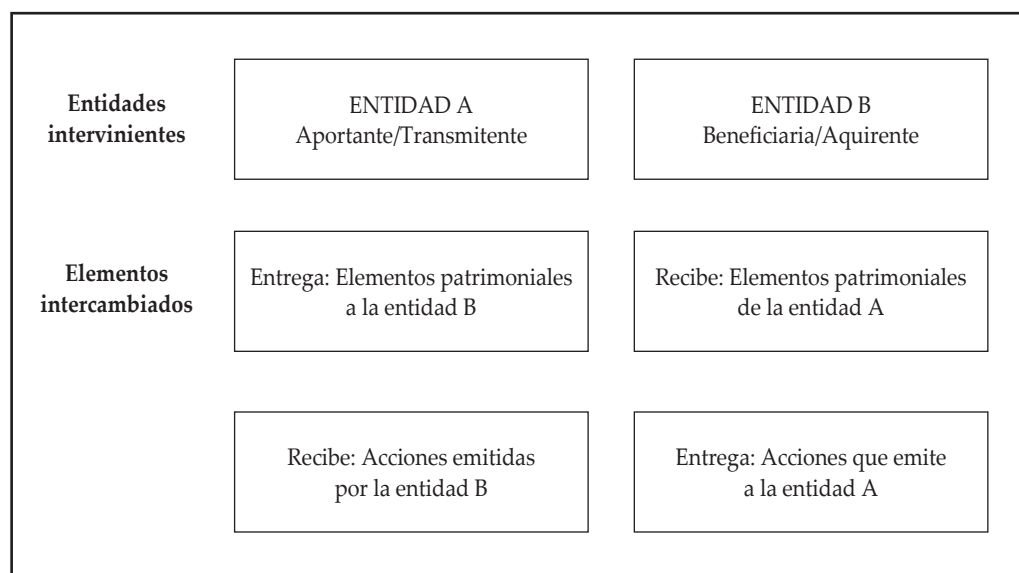 Entidades
intervinientes
ENTIDAD A
Aportante/Transmitente
ENTIDAD B
Beneficiaria/Aquirente
Elementos
intercambiados
Entrega: Elementos patrimoniales
a la entidad B
Recibe: Elementos patrimoniales
de la entidad A
Recibe: Acciones emitidas
por la entidad B
Entrega: Acciones que emite
a la entidad A